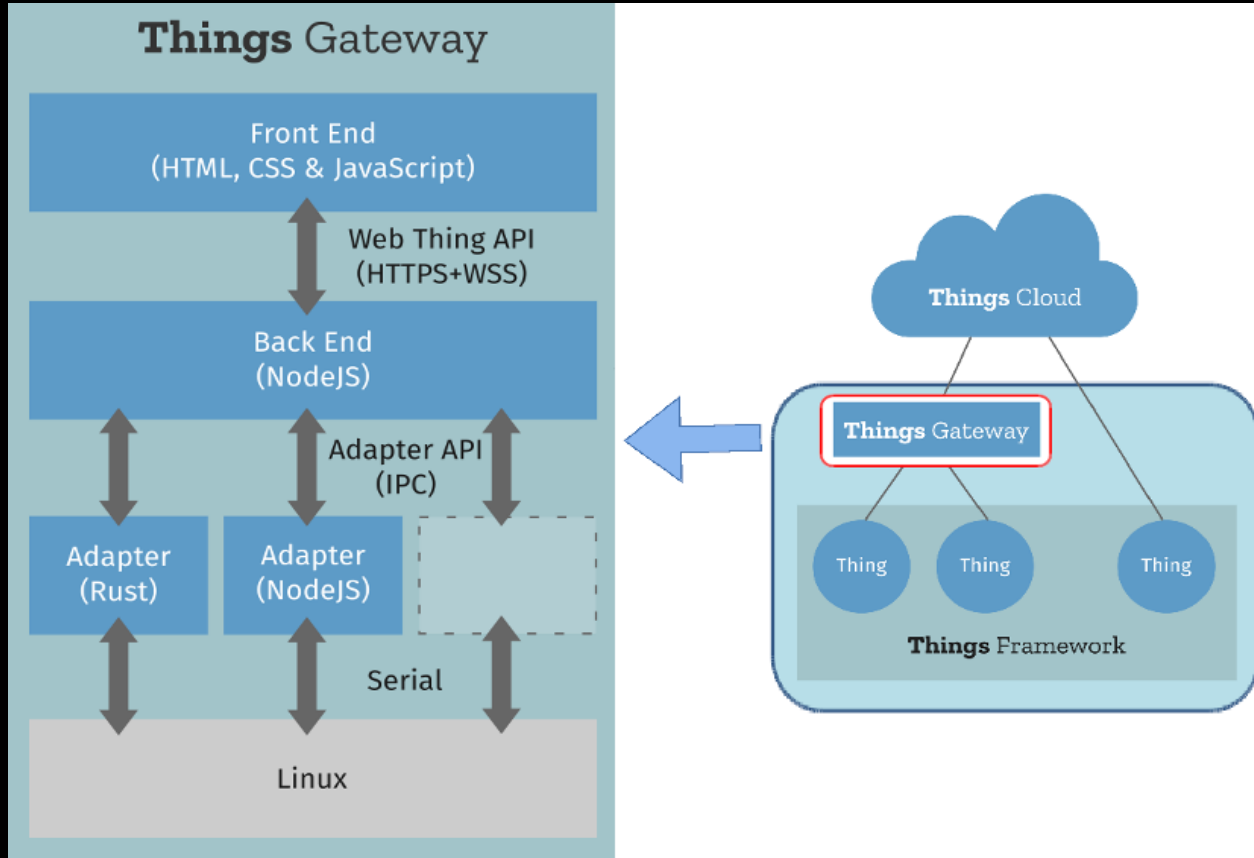 Things Gateway
Front End
(HTML, CSS & JavaScript)
Web Thing API
(HTTPS+WSS)
Back End
(NodeJS)
Adapter API
(IPC)
Adapter
(Rust)
Adapter
(NodeJS)
Serial
Linux
Things Cloud
Things Gateway
Thing
Thing
Thing
Things Framework